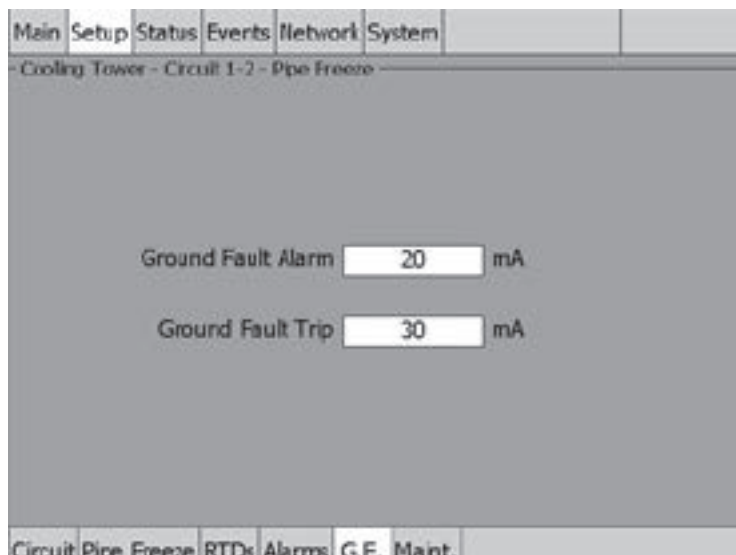 Main Setup Status Events Network System
Cooling Tower - Circuit 1-2 - Pipe Freeze
Ground Fault Alarm 20 mA
Ground Fault Trip 30 mA
Circuit Pipe Freeze RTDs Alarms G.F. Maint.